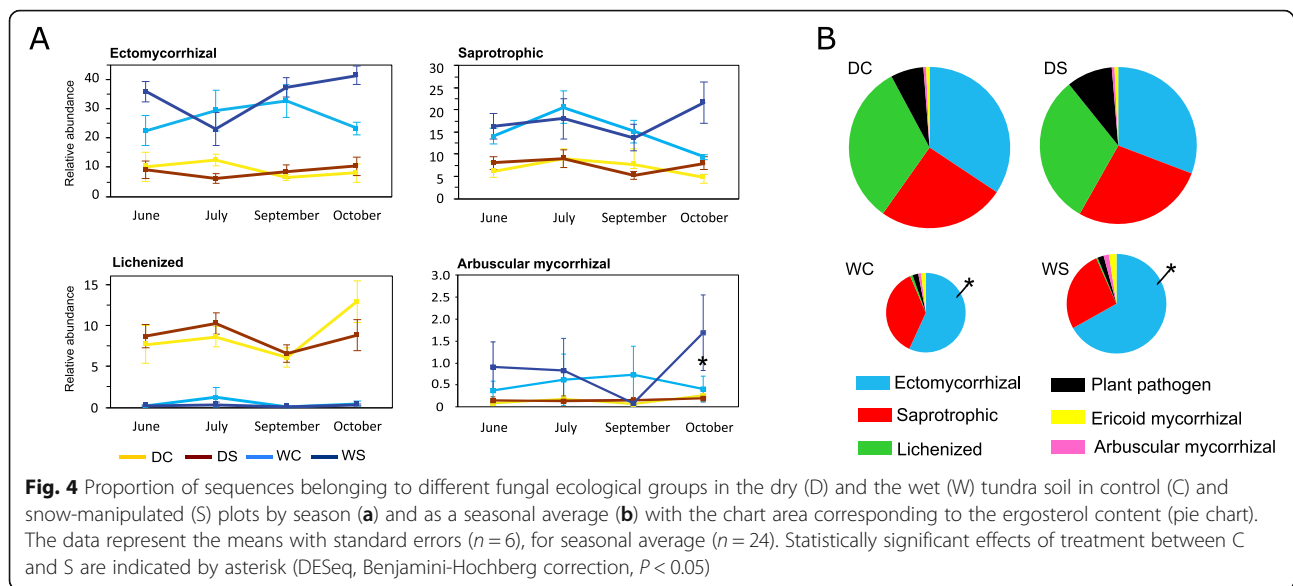 A
B
Ectomycorrhizal
Relative abundance
40
30
20
10
0
June July September October
Saprotrophic
30
25
20
15
10
5
0
June July September October
Lichenized
Relative abundance
15
10
5
0
June July September October
Arbuscular mycorrhizal
3.0
2.5
2.0
1.5
1.0
0.5
0
*
June July September October
DC DS WC WS
DC
DS
WC
*
WS
*
Ectomycorrhizal
Saprotrophic
Lichenized
Plant pathogen
Ericoid mycorrhizal
Arbuscular mycorrhizal
Fig. 4 Proportion of sequences belonging to different fungal ecological groups in the dry (D) and the wet (W) tundra soil in control (C) and
snow-manipulated (S) plots by season (a) and as a seasonal average (b) with the chart area corresponding to the ergosterol content (pie chart).
The data represent the means with standard errors (n = 6), for seasonal average (n = 24). Statistically significant effects of treatment between C
and S are indicated by asterisk (DESeq, Benjamini-Hochberg correction, P < 0.05)